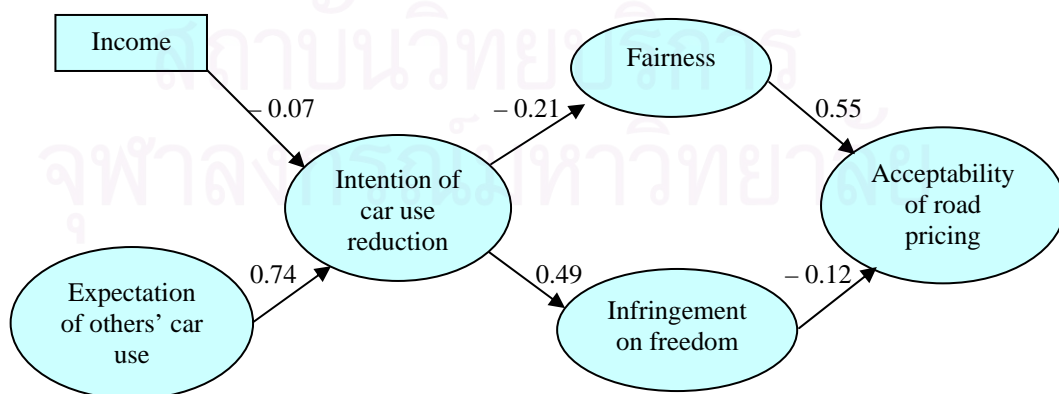 Income
Fairness
– 0.07
– 0.21
0.55
สถาบันวิทยบริการ
จุฬาลงกรณ์มหาวิทยาลัย
Intention of
car use
reduction
Acceptability
of road
pricing
0.74
0.49
– 0.12
Expectation
of others’ car
use
Infringement
on freedom